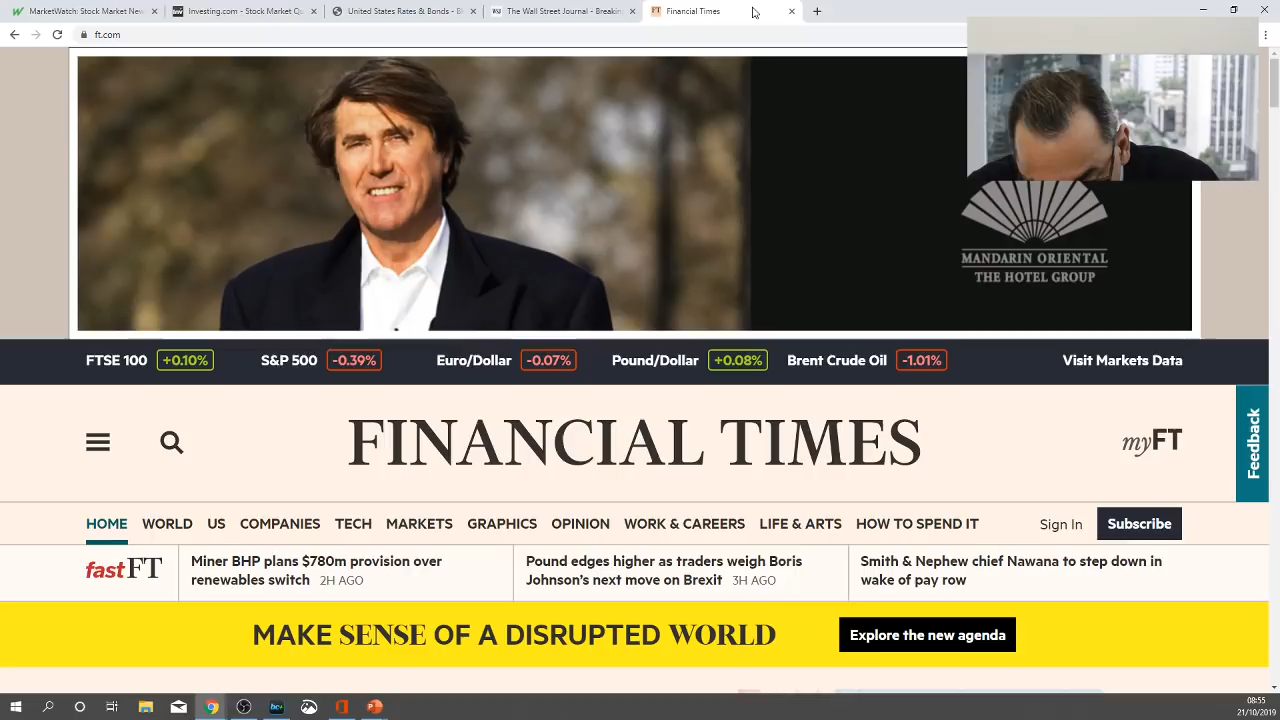 MarketWatch: Stock Market New
Investing.com - Stock Market Qu
United States Rates & Bonds - Bl
The Wall Street Journal - Breakin
Financial Times
ft.com
MANDARIN ORIENTAL
THE HOTEL GROUP
FTSE 100 +0.10% S&P 500 -0.39% Euro/Dollar -0.07% Pound/Dollar +0.08% Brent Crude Oil -1.01% Visit Markets Data
FINANCIAL TIMES
myFT
Feedback
HOME WORLD US COMPANIES TECH MARKETS GRAPHICS OPINION WORK & CAREERS LIFE & ARTS HOW TO SPEND IT Sign In Subscribe
fastFT
Miner BHP plans $780m provision over
renewables switch 2H AGO
Pound edges higher as traders weigh Boris
Johnson's next move on Brexit 3H AGO
Smith & Nephew chief Nawana to step down in
wake of pay row
MAKE SENSE OF A DISRUPTED WORLD Explore the new agenda
08:55
21/10/2019